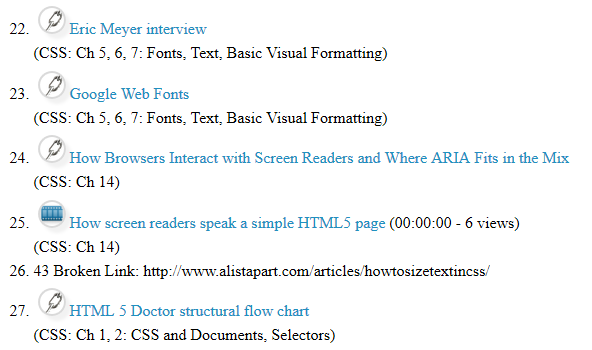 22. Eric Meyer interview
(CSS: Ch 5, 6, 7: Fonts, Text, Basic Visual Formatting)
23. Google Web Fonts
(CSS: Ch 5, 6, 7: Fonts, Text, Basic Visual Formatting)
24. How Browsers Interact with Screen Readers and Where ARIA Fits in the Mix
(CSS: Ch 14)
25. How screen readers speak a simple HTML5 page (00:00:00 - 6 views)
(CSS: Ch 14)
26. 43 Broken Link: http://www.alistapart.com/articles/howtosizetextincss/
27. HTML 5 Doctor structural flow chart
(CSS: Ch 1, 2: CSS and Documents, Selectors)